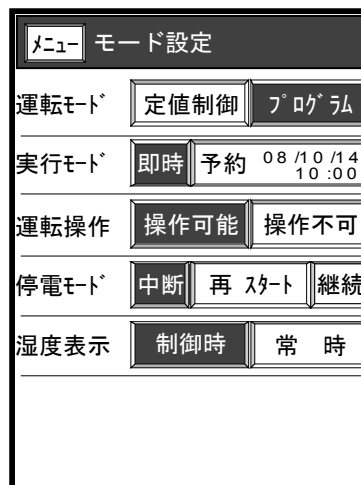 ﾒﾆｭｰ モード設定
運転ﾓｰﾄﾞ 定値制御 ﾌﾟﾛｸﾞﾗﾑ
実行ﾓｰﾄﾞ 即時 予約 08/10/14
10:00
運転操作 操作可能 操作不可
停電ﾓｰﾄﾞ 中断 再ｽﾀｰﾄ 継続
湿度表示 制御時 常 時